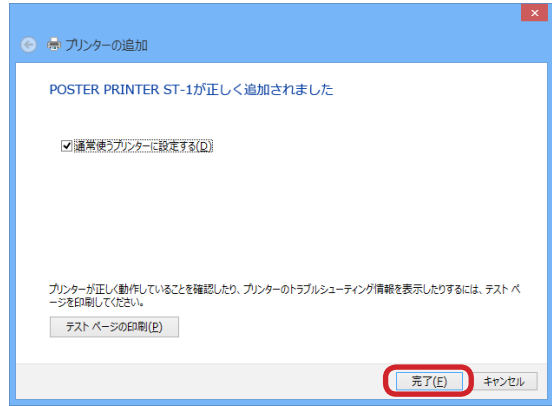 プリンターの追加
POSTER PRINTER ST-1が正しく追加されました
通常使うプリンターに設定する(D)
プリンターが正しく動作していることを確認したり、プリンターのトラブルシューティング情報を表示したりするには、テスト ペ
ージを印刷してください。
テスト ページの印刷(P)
完了(F) キャンセル